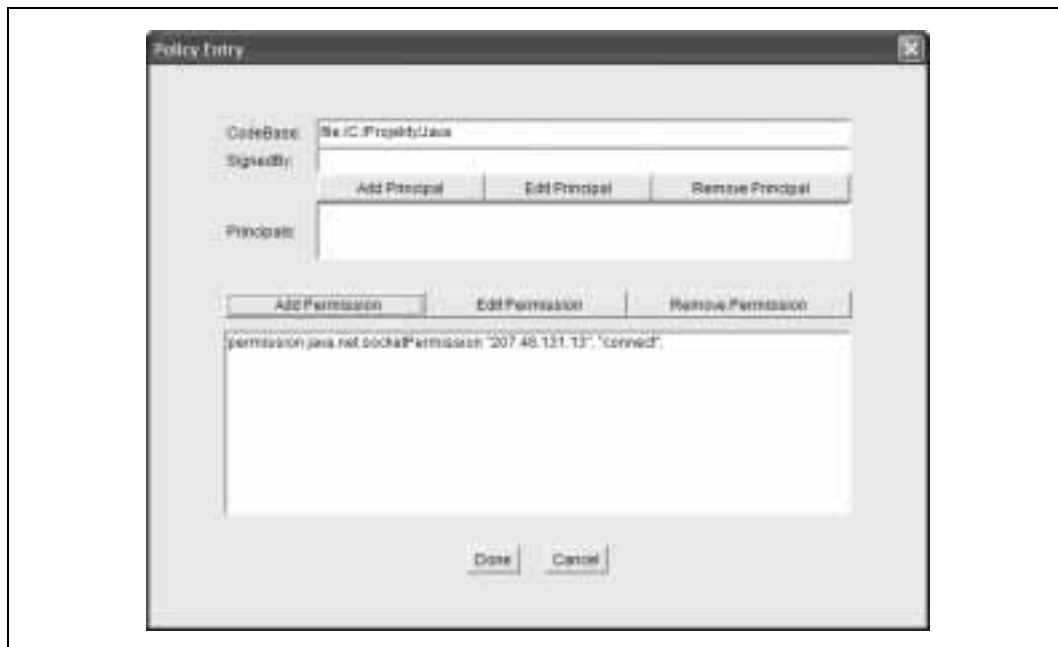 Policy Entry
CodeBase: file:/C:/Projekty/Java
SignedBy:
Add Principal Edit Principal Remove Principal
Principals:
Add Permission Edit Permission Remove Permission
permission java.net.socketPermission "207.46.131.13", "connect";
Done Cancel